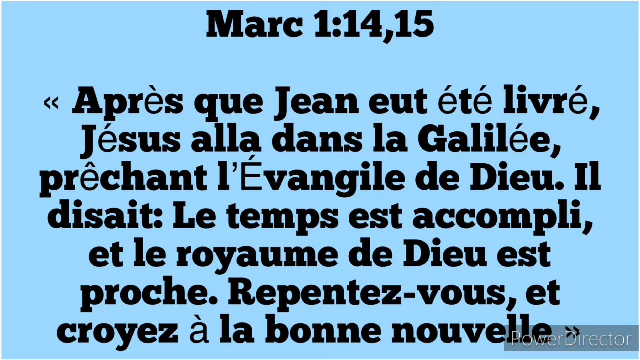 Marc 1:14,15
« Après que Jean eut été livré,
Jésus alla dans la Galilée,
prêchant l'Évangile de Dieu. Il
disait: Le temps est accompli,
et le royaume de Dieu est
proche. Repentez-vous, et
croyez à la bonne nouvelle »
PowerDirector